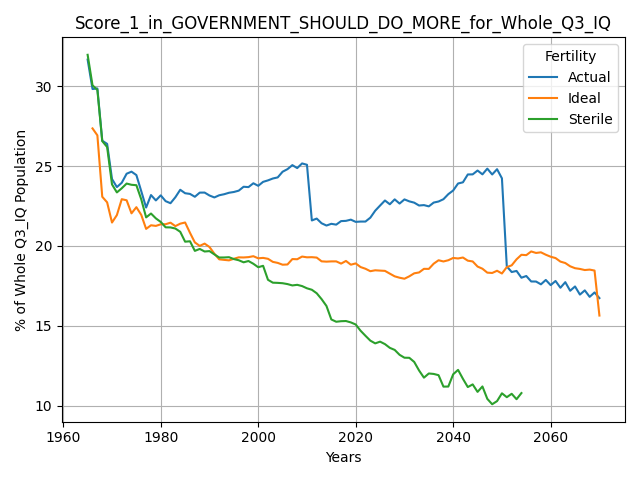 Score_1_in_GOVERNMENT_SHOULD_DO_MORE_for_Whole_Q3_IQ
Fertility
Actual
Ideal
Sterile
% of Whole Q3_IQ Population
30
25
20
15
10
1960
1980
2000
2020
2040
2060
Years